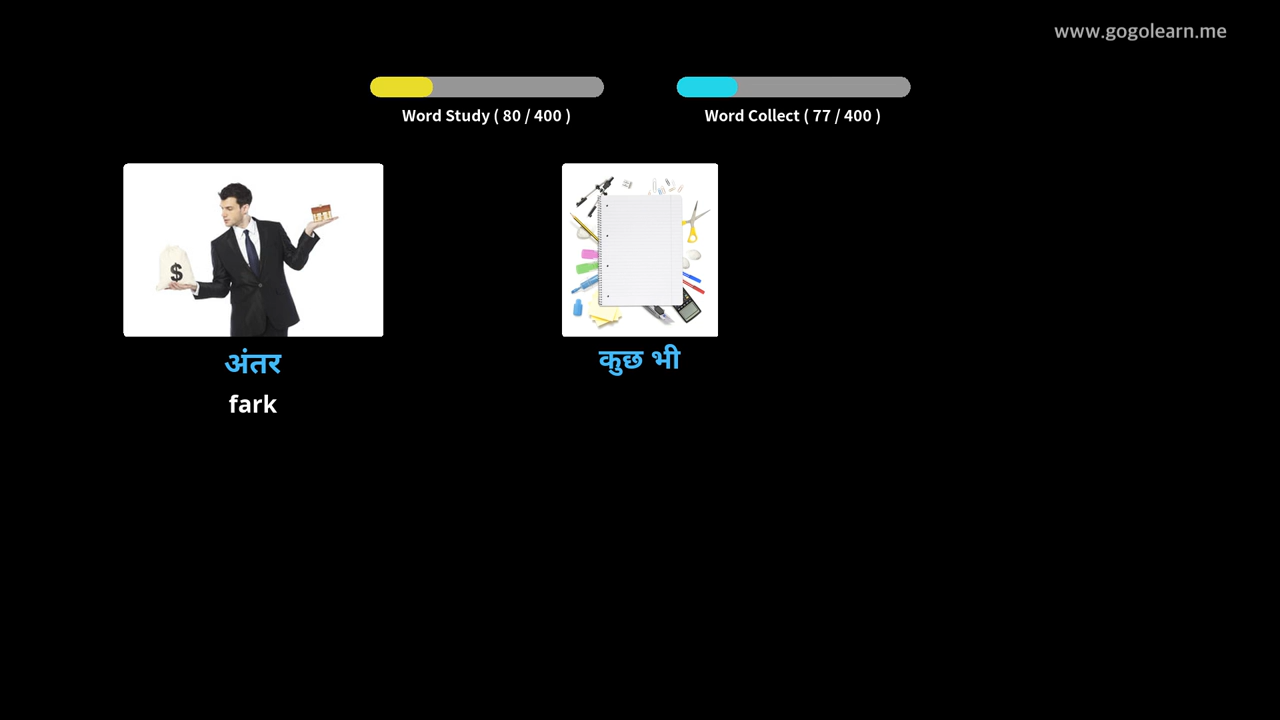 www.gogolearn.me
Word Study ( 80 / 400 )
Word Collect ( 77 / 400 )
$
अंतर
fark
कुछ भी